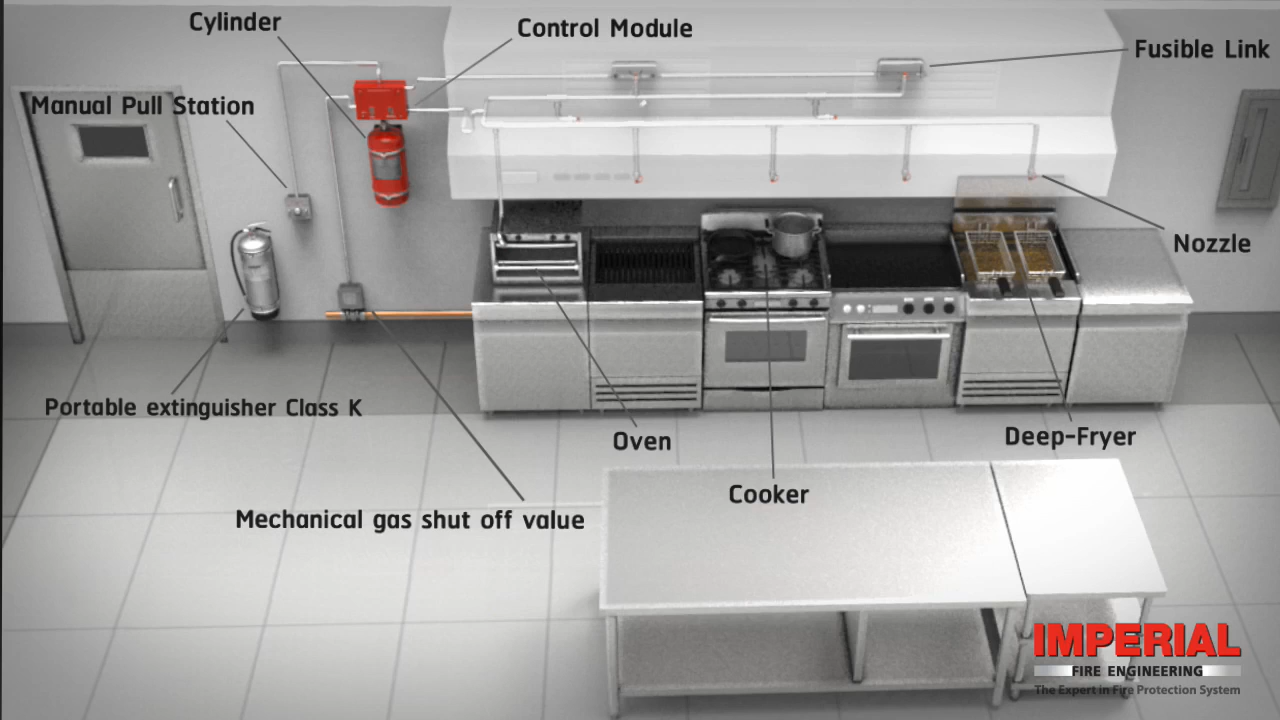 Cylinder
Control Module
Fusible Link
Manual Pull Station
Nozzle
Portable extinguisher Class K
Oven
Deep-Fryer
Cooker
Mechanical gas shut off value
IMPERIAL
FIRE ENGINEERING
The Expert in Fire Protection System